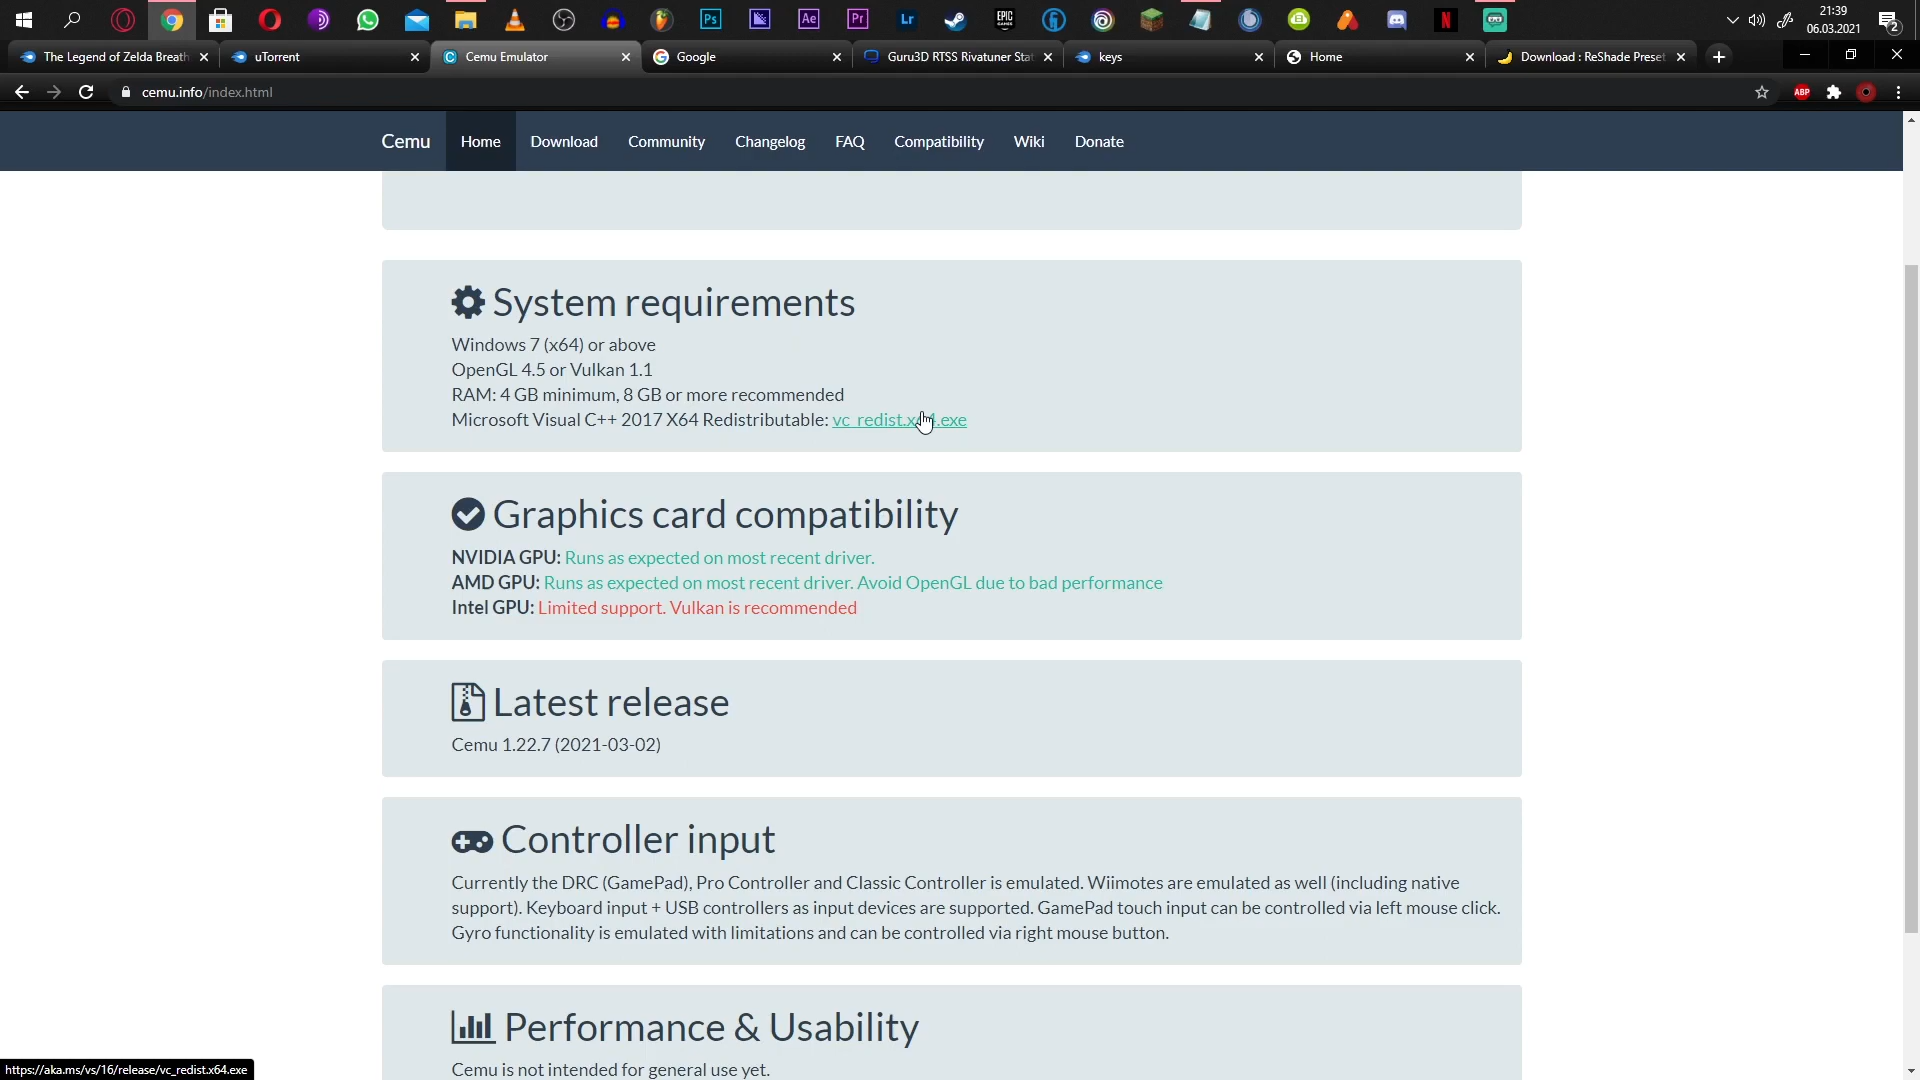 Ps
Ae
Pr
Lr
EPIC
GAMES
N
21:39
06.03.2021
2
The Legend of Zelda Breath
uTorrent
Cemu Emulator
Google
Guru3D RTSS Rivatuner Stat
keys
Home
Download : ReShade Preset
cemu.info/index.html
ABP
Cemu
Home
Download
Community
Changelog
FAQ
Compatibility
Wiki
Donate
System requirements
Windows 7 (x64) or above
OpenGL 4.5 or Vulkan 1.1
RAM: 4 GB minimum, 8 GB or more recommended
Microsoft Visual C++ 2017 X64 Redistributable: vc_redist.x64.exe
Graphics card compatibility
NVIDIA GPU: Runs as expected on most recent driver.
AMD GPU: Runs as expected on most recent driver. Avoid OpenGL due to bad performance
Intel GPU: Limited support. Vulkan is recommended
Latest release
Cemu 1.22.7 (2021-03-02)
Controller input
Currently the DRC (GamePad), Pro Controller and Classic Controller is emulated. Wiimotes are emulated as well (including native
support). Keyboard input + USB controllers as input devices are supported. GamePad touch input can be controlled via left mouse click.
Gyro functionality is emulated with limitations and can be controlled via right mouse button.
Performance & Usability
Cemu is not intended for general use yet.
https://aka.ms/vs/16/release/vc_redist.x64.exe